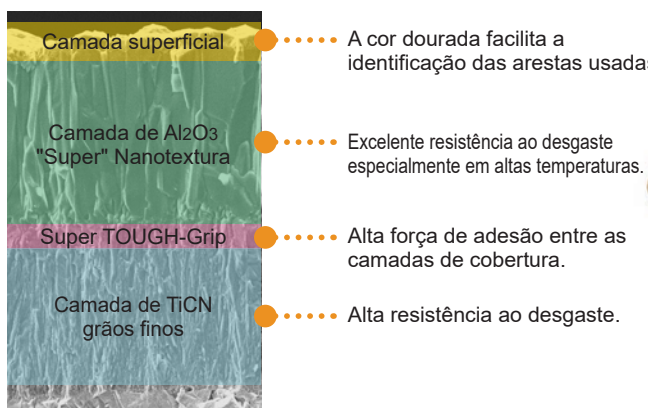 Camada superficial
A cor dourada facilita a
identificação das arestas usadas
Camada de Al2O3
"Super" Nanotextura
Excelente resistência ao desgaste
especialmente em altas temperaturas.
Super TOUGH-Grip
Alta força de adesão entre as
camadas de cobertura.
Camada de TiCN
grãos finos
Alta resistência ao desgaste.